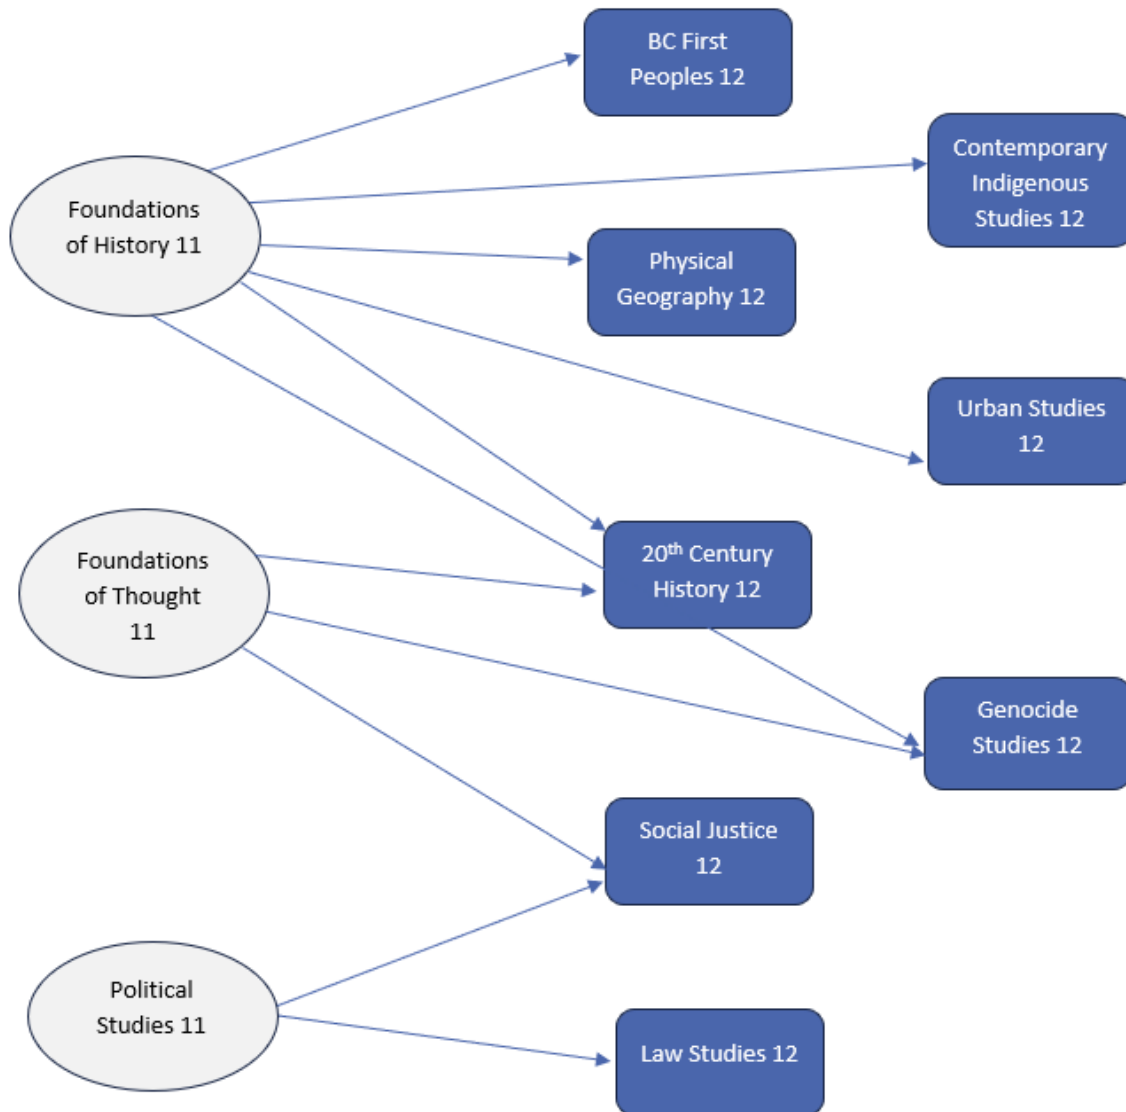 BC First
Peoples 12
Contemporary
Indigenous
Studies 12
Foundations
of History 11
Physical
Geography 12
Urban Studies
12
20th Century
History 12
Foundations
of Thought
11
Genocide
Studies 12
Social Justice
12
Political
Studies 11
Law Studies 12